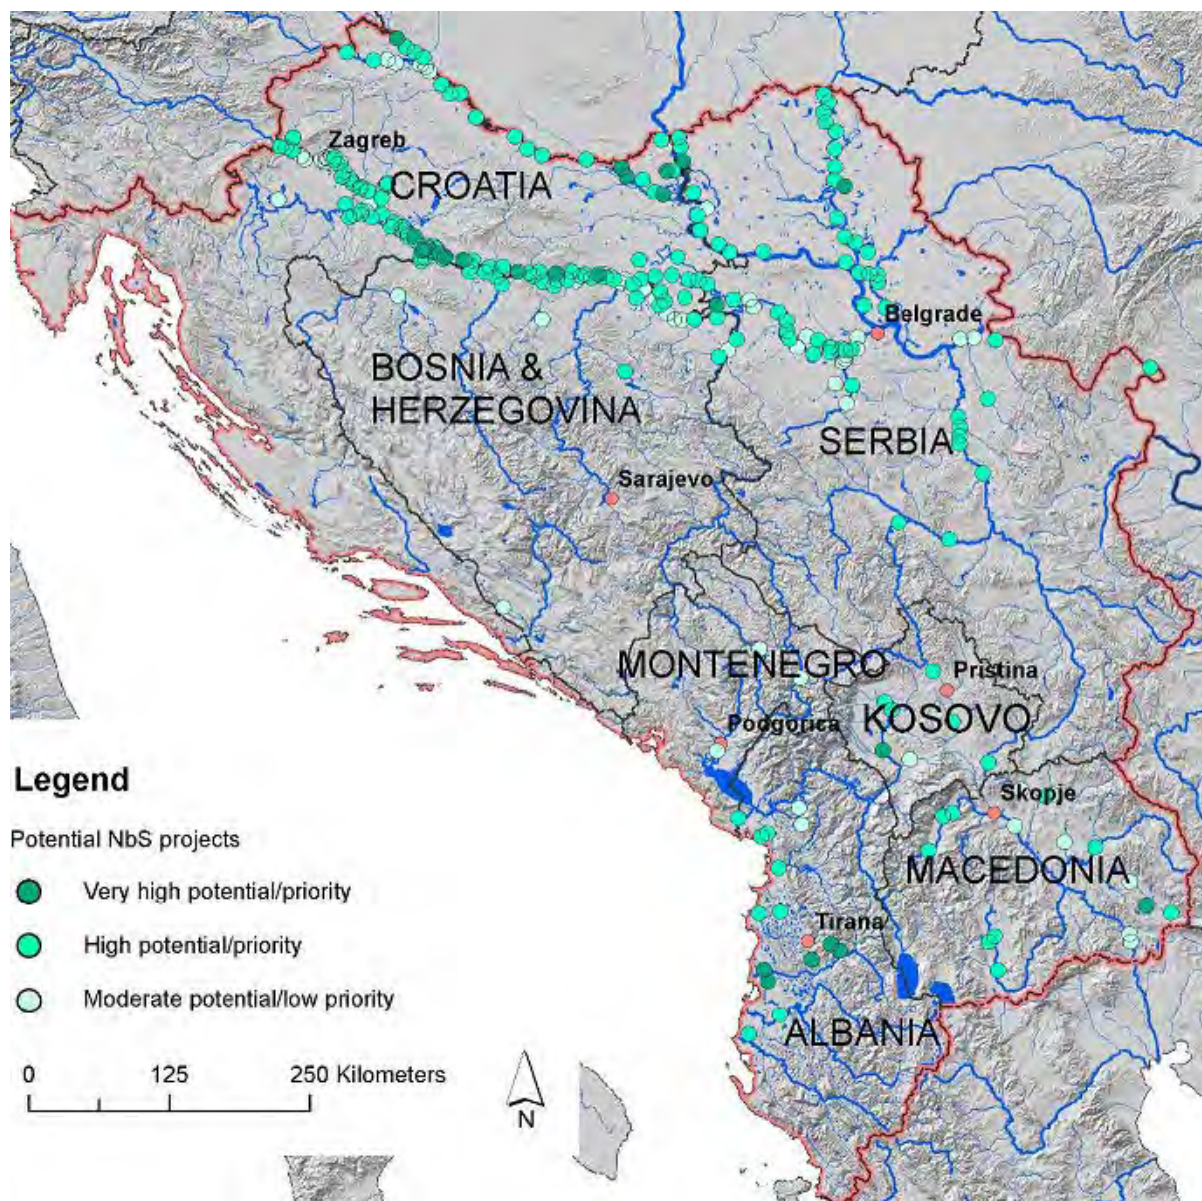 Zagreb
CROATIA
Belgrade
BOSNIA &
HERZEGOVINA
SERBIA
Sarajevo
MONTENEGRO
Pristina
KOSOVO
Podgorica
Skopje
MACEDONIA
Tirana
ALBANIA
Legend
Potential NbS projects
Very high potential/priority
High potential/priority
Moderate potential/low priority
0 125 250 Kilometers
N